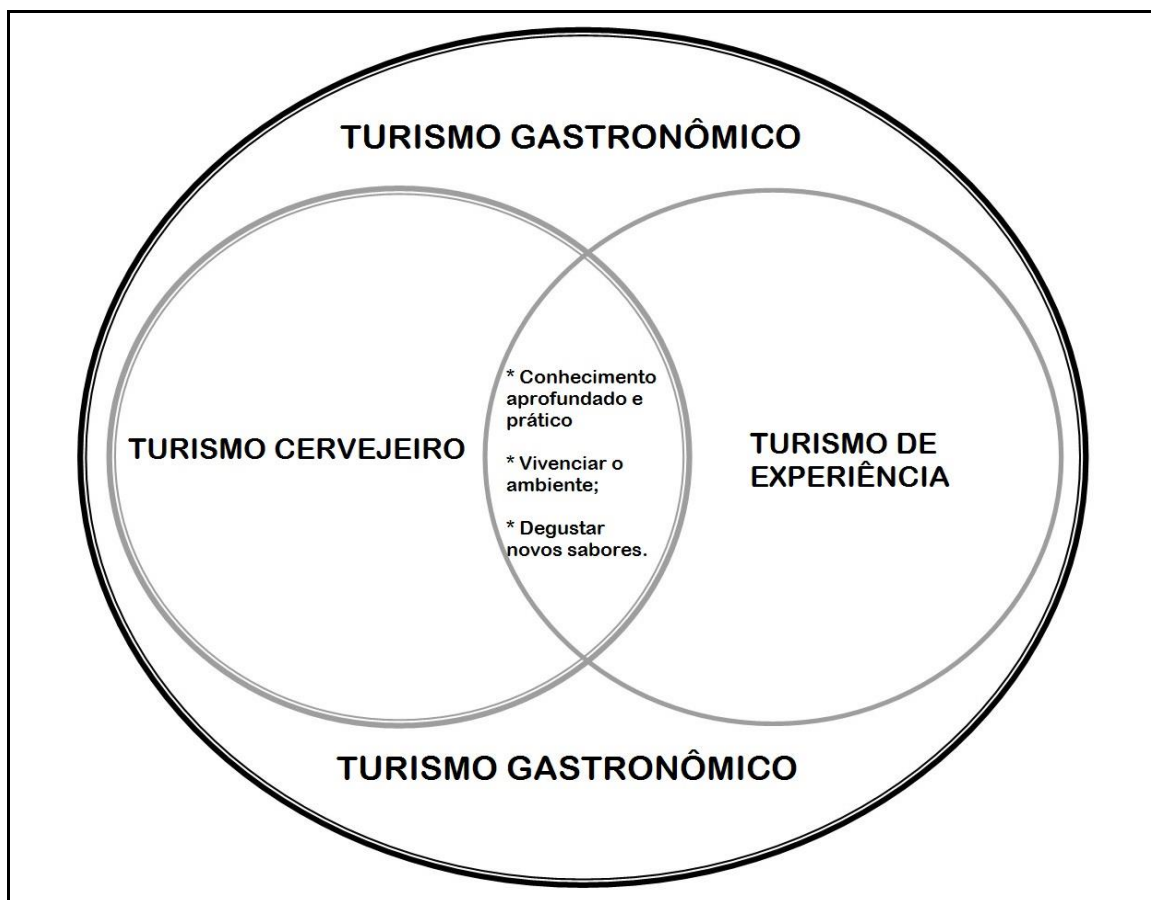 TURISMO GASTRONÔMICO
TURISMO CERVEJEIRO
* Conhecimento
aprofundado e
prático
* Vivenciar o
ambiente;
* Degustar
novos sabores.
TURISMO DE
EXPERIÊNCIA
TURISMO GASTRONÔMICO